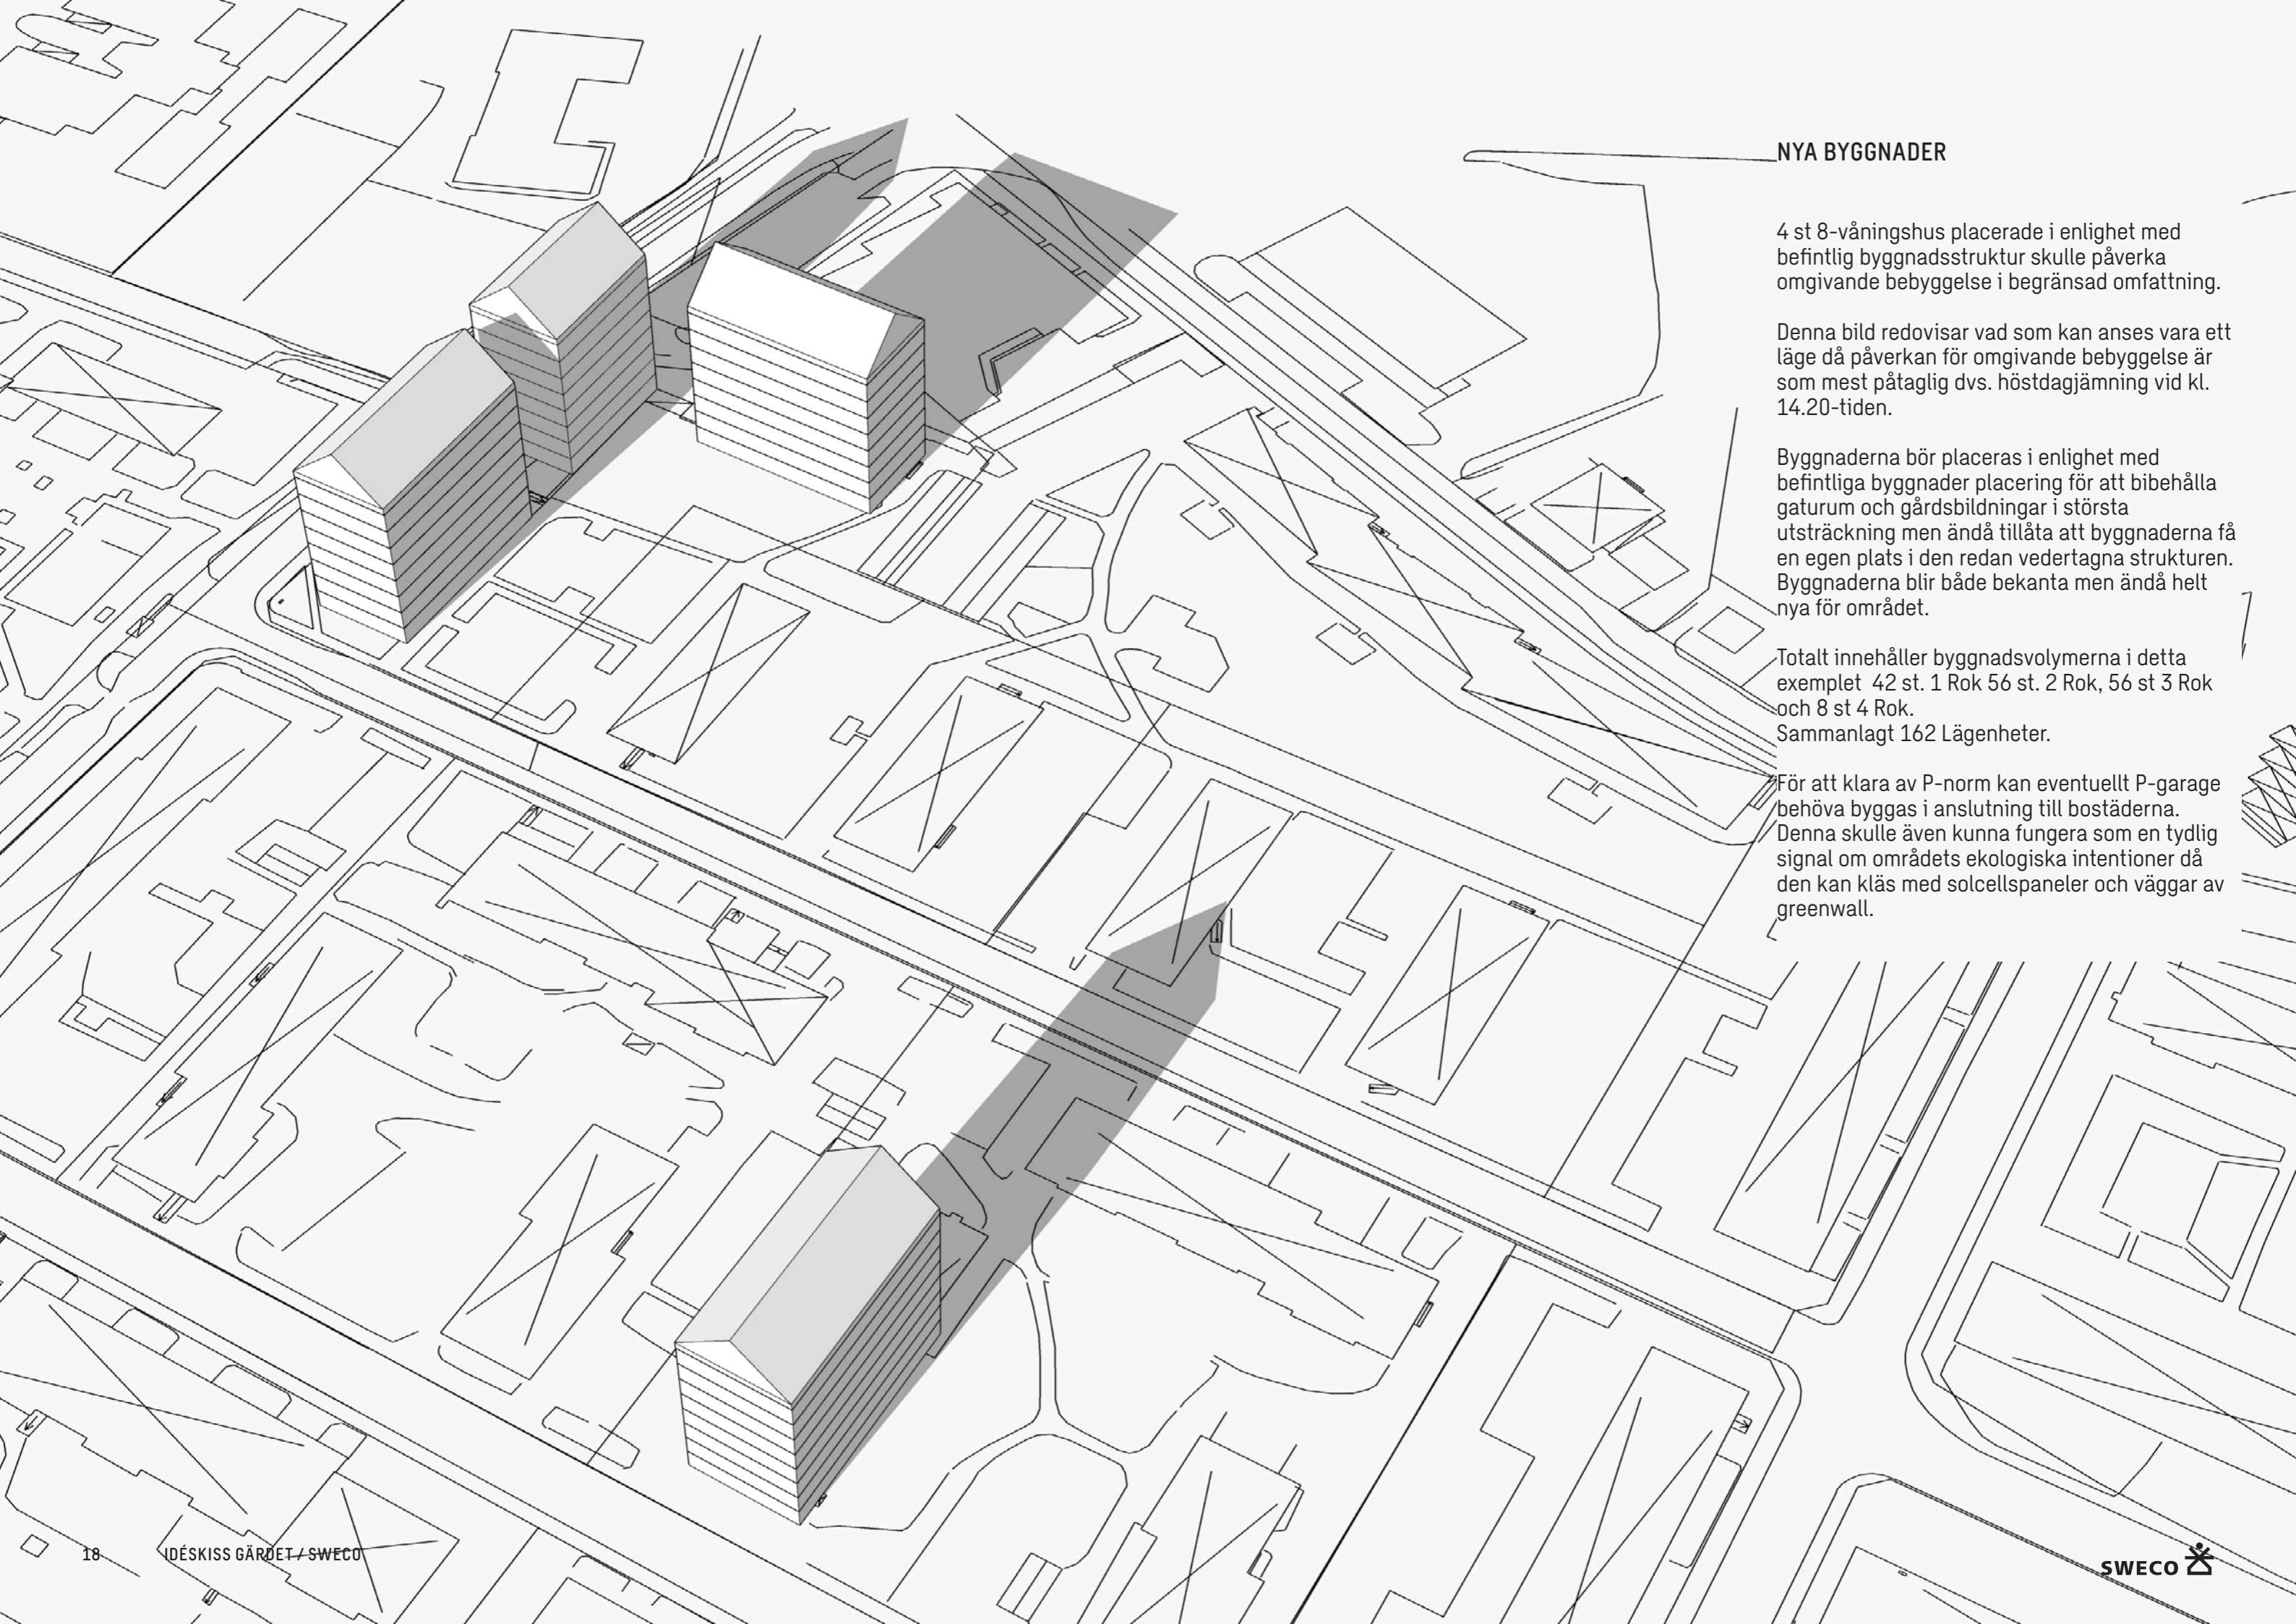 NYA BYGGNADER
4 st 8-våningshus placerade i enlighet med
befintlig byggnadsstruktur skulle påverka
omgivande bebyggelse i begränsad omfattning.
Denna bild redovisar vad som kan anses vara ett
läge då påverkan för omgivande bebyggelse är
som mest påtaglig dvs. höstdagjämning vid kl.
14.20-tiden.
Byggnaderna bör placeras i enlighet med
befintliga byggnader placering för att bibehålla
gaturum och gårdsbildningar i största
utsträckning men ändå tillåta att byggnaderna få
en egen plats i den redan vedertagna strukturen.
Byggnaderna blir både bekanta men ändå helt
nya för området.
Totalt innehåller byggnadsvolymerna i detta
exemplet 42 st. 1 Rok 56 st. 2 Rok, 56 st 3 Rok
och 8 st 4 Rok.
Sammanlagt 162 Lägenheter.
För att klara av P-norm kan eventuellt P-garage
behöva byggas i anslutning till bostäderna.
Denna skulle även kunna fungera som en tydlig
signal om områdets ekologiska intentioner då
den kan kläs med solcellspaneler och väggar av
greenwall.
18 IDÉSKISS GÄRDET / SWECO
SWECO